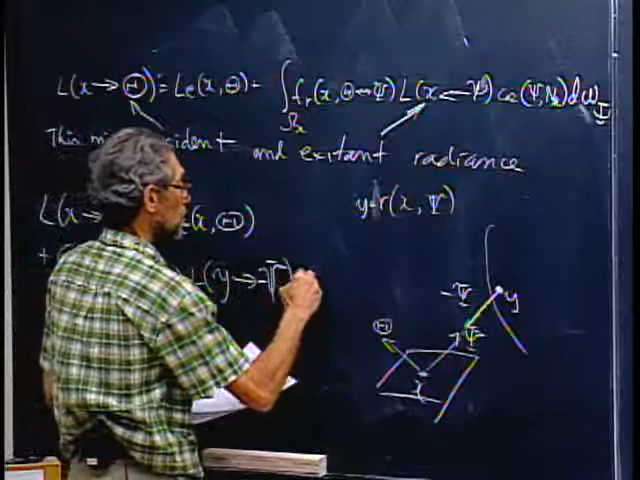 L(x → Θ) = Le(x, Θ) + ∫Ωx fr(x, Θ ↔ Ψ) L(x ← Ψ) cos(Ψ, Nx) dωΨ
This mi ident and exitant radiance
L(x → (x, Θ)
y = r(x, Ψ)
+ L(y → -Ψ)
-Ψ y
Θ Ψ
x